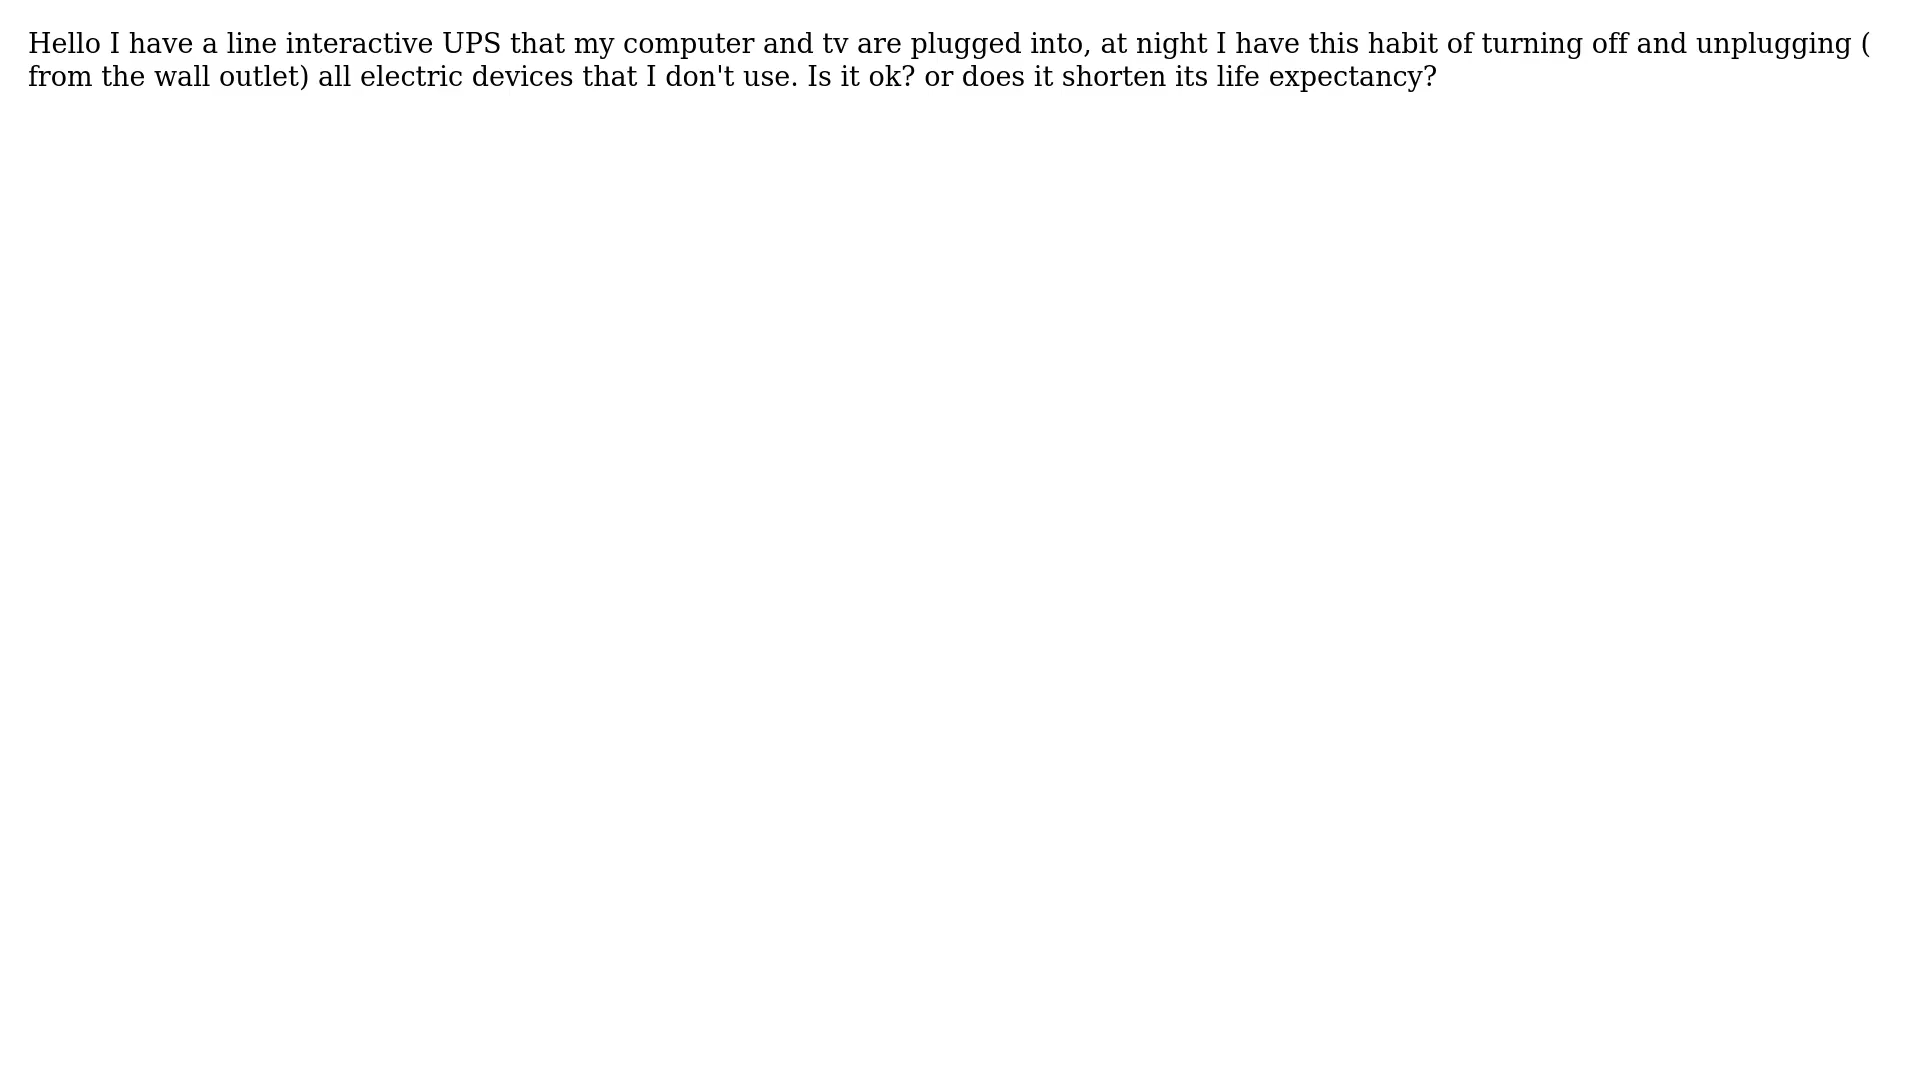 Hello I have a line interactive UPS that my computer and tv are plugged into, at night I have this habit of turning off and unplugging (
from the wall outlet) all electric devices that I don't use. Is it ok? or does it shorten its life expectancy?